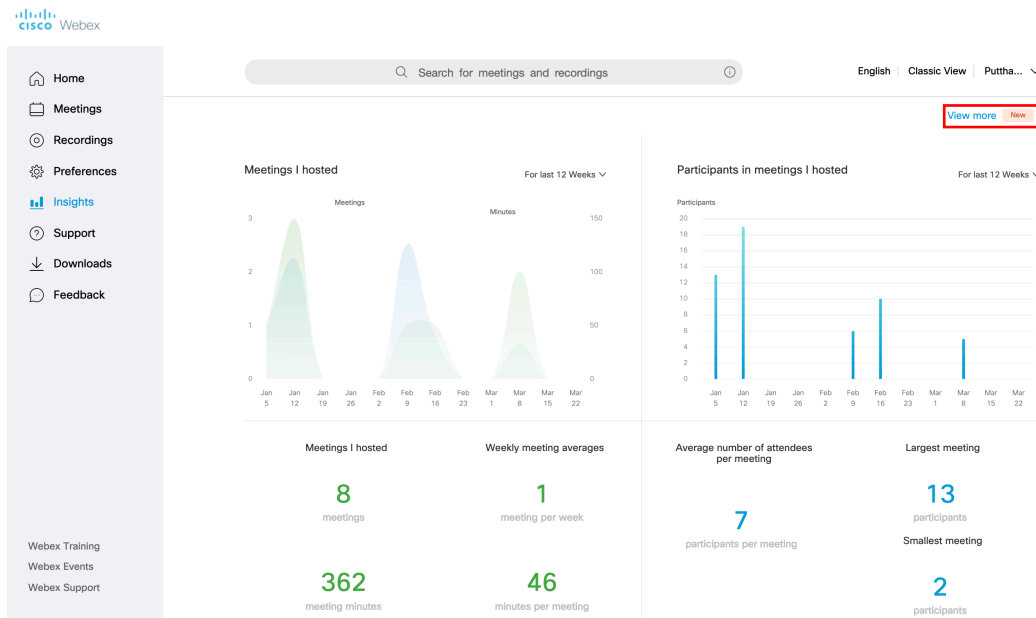 CISCO Webex
Home
Meetings
Recordings
Preferences
Insights
Support
Downloads
Feedback
Webex Training
Webex Events
Webex Support
Search for meetings and recordings
English Classic View Puttha...
View more New
Meetings I hosted
For last 12 Weeks
Meetings
Minutes
3
2
1
0
150
100
50
0
Jan 5
Jan 12
Jan 19
Jan 26
Feb 2
Feb 9
Feb 16
Feb 23
Mar 1
Mar 8
Mar 15
Mar 22
Participants in meetings I hosted
For last 12 Weeks
Participants
20
18
16
14
12
10
8
6
4
2
0
Jan 5
Jan 12
Jan 19
Jan 26
Feb 2
Feb 9
Feb 16
Feb 23
Mar 1
Mar 8
Mar 15
Mar 22
Meetings I hosted
8
meetings
362
meeting minutes
Weekly meeting averages
1
meeting per week
46
minutes per meeting
Average number of attendees
per meeting
7
participants per meeting
Largest meeting
13
participants
Smallest meeting
2
participants